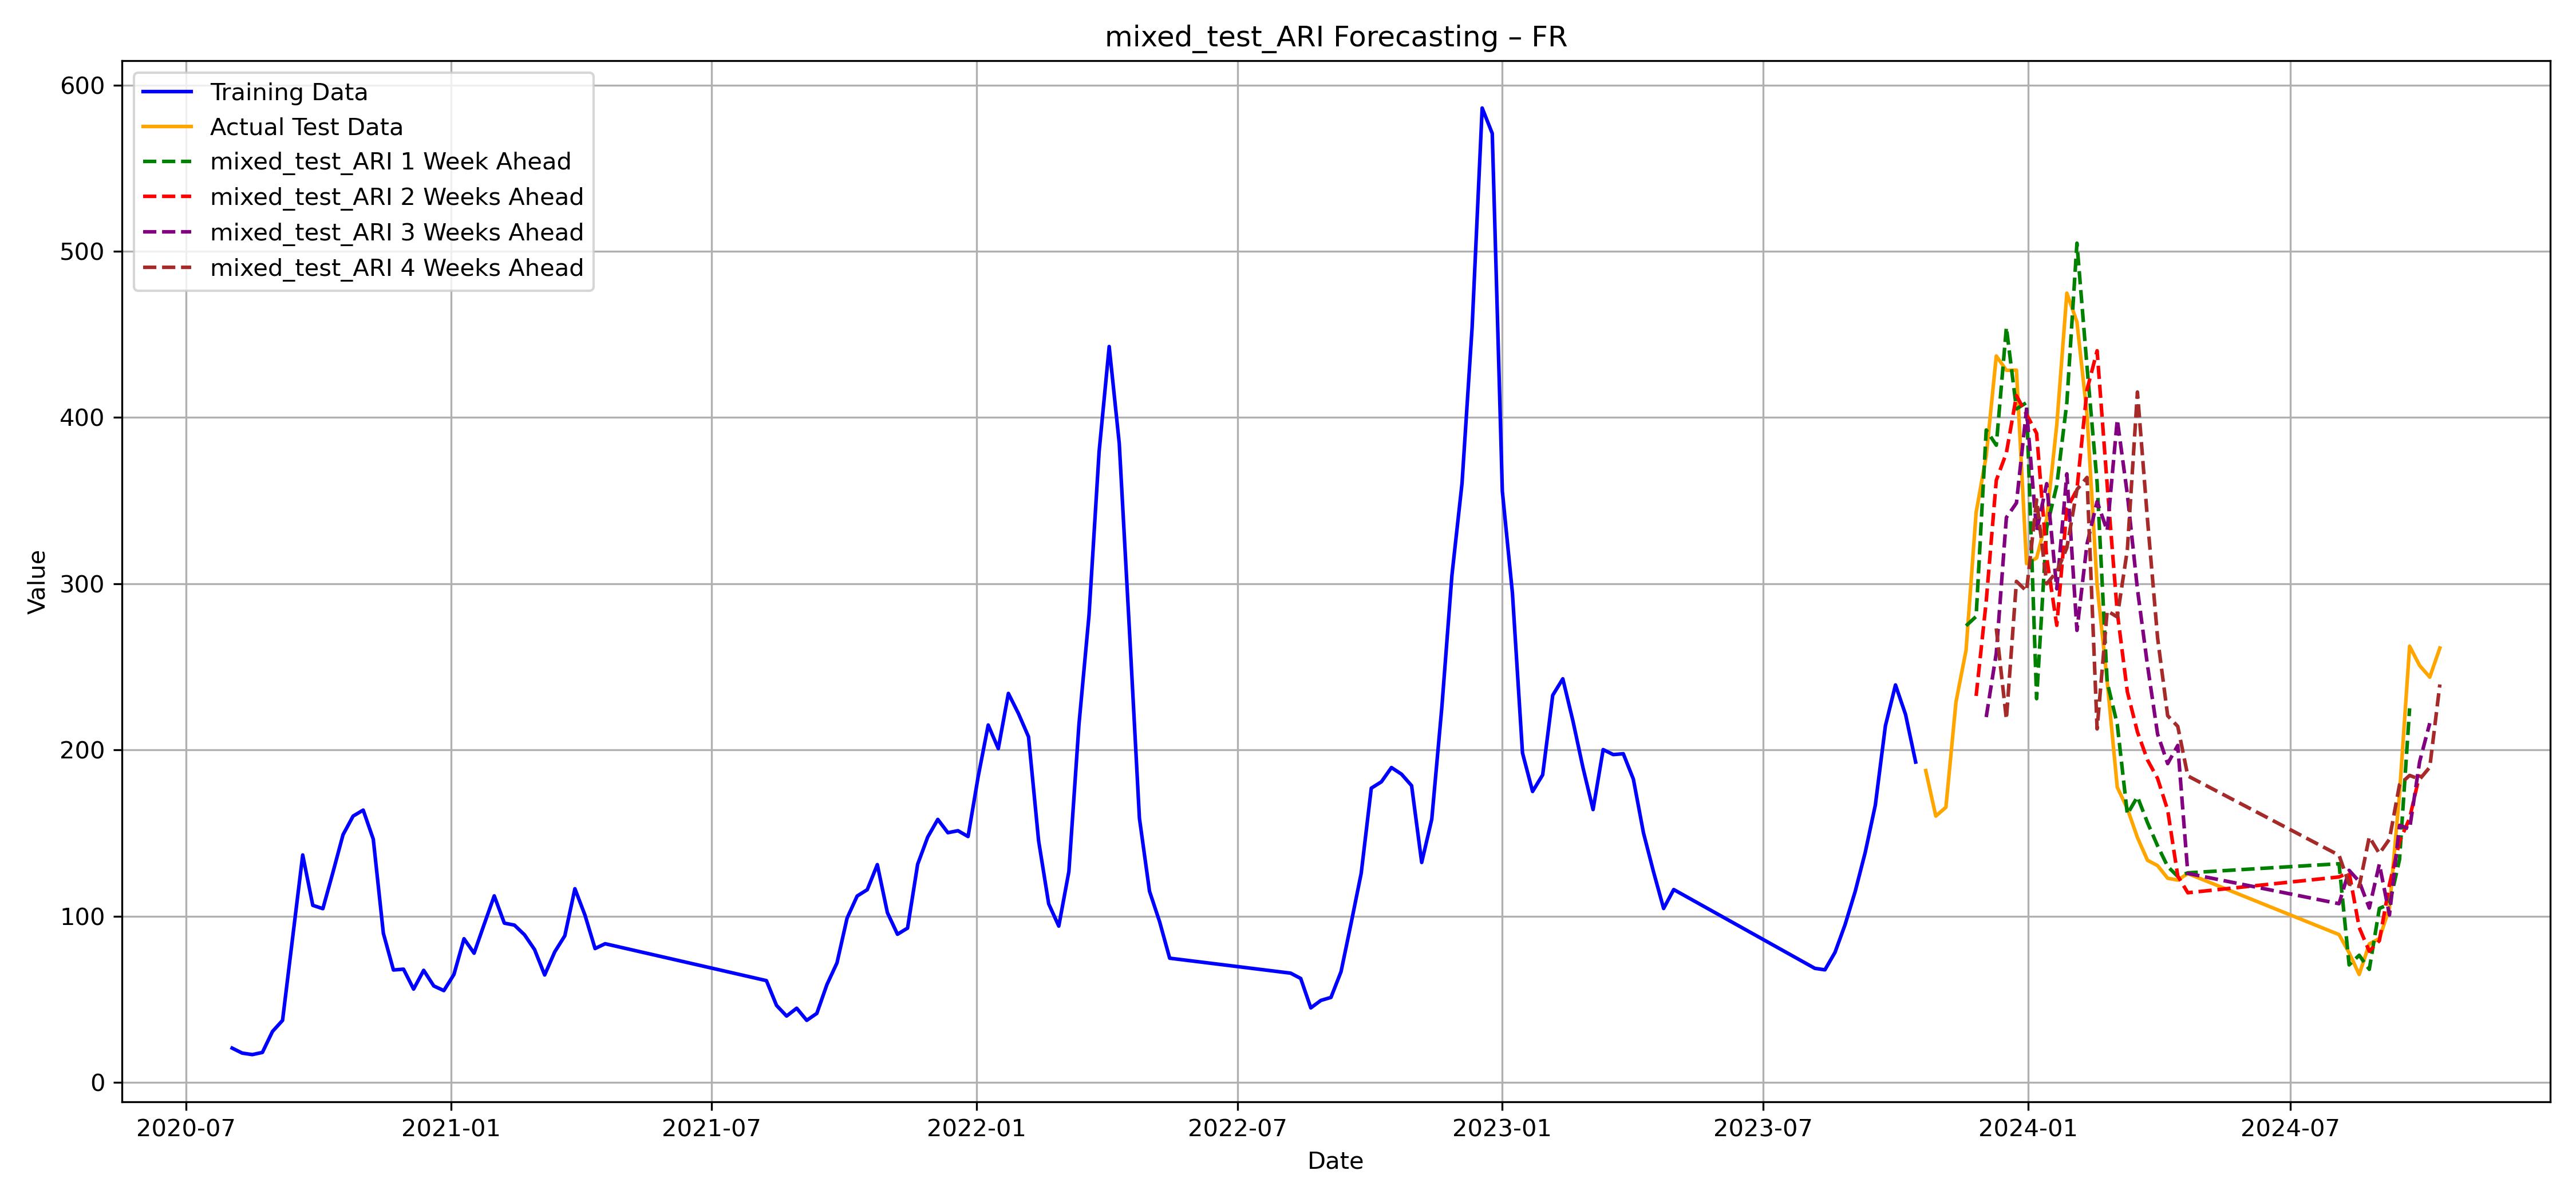 mixed_test_ARI Forecasting – FR
Training Data
Actual Test Data
mixed_test_ARI 1 Week Ahead
mixed_test_ARI 2 Weeks Ahead
mixed_test_ARI 3 Weeks Ahead
mixed_test_ARI 4 Weeks Ahead
600
500
400
300
200
100
0
Value
2020-07 2021-01 2021-07 2022-01 2022-07 2023-01 2023-07 2024-01 2024-07
Date